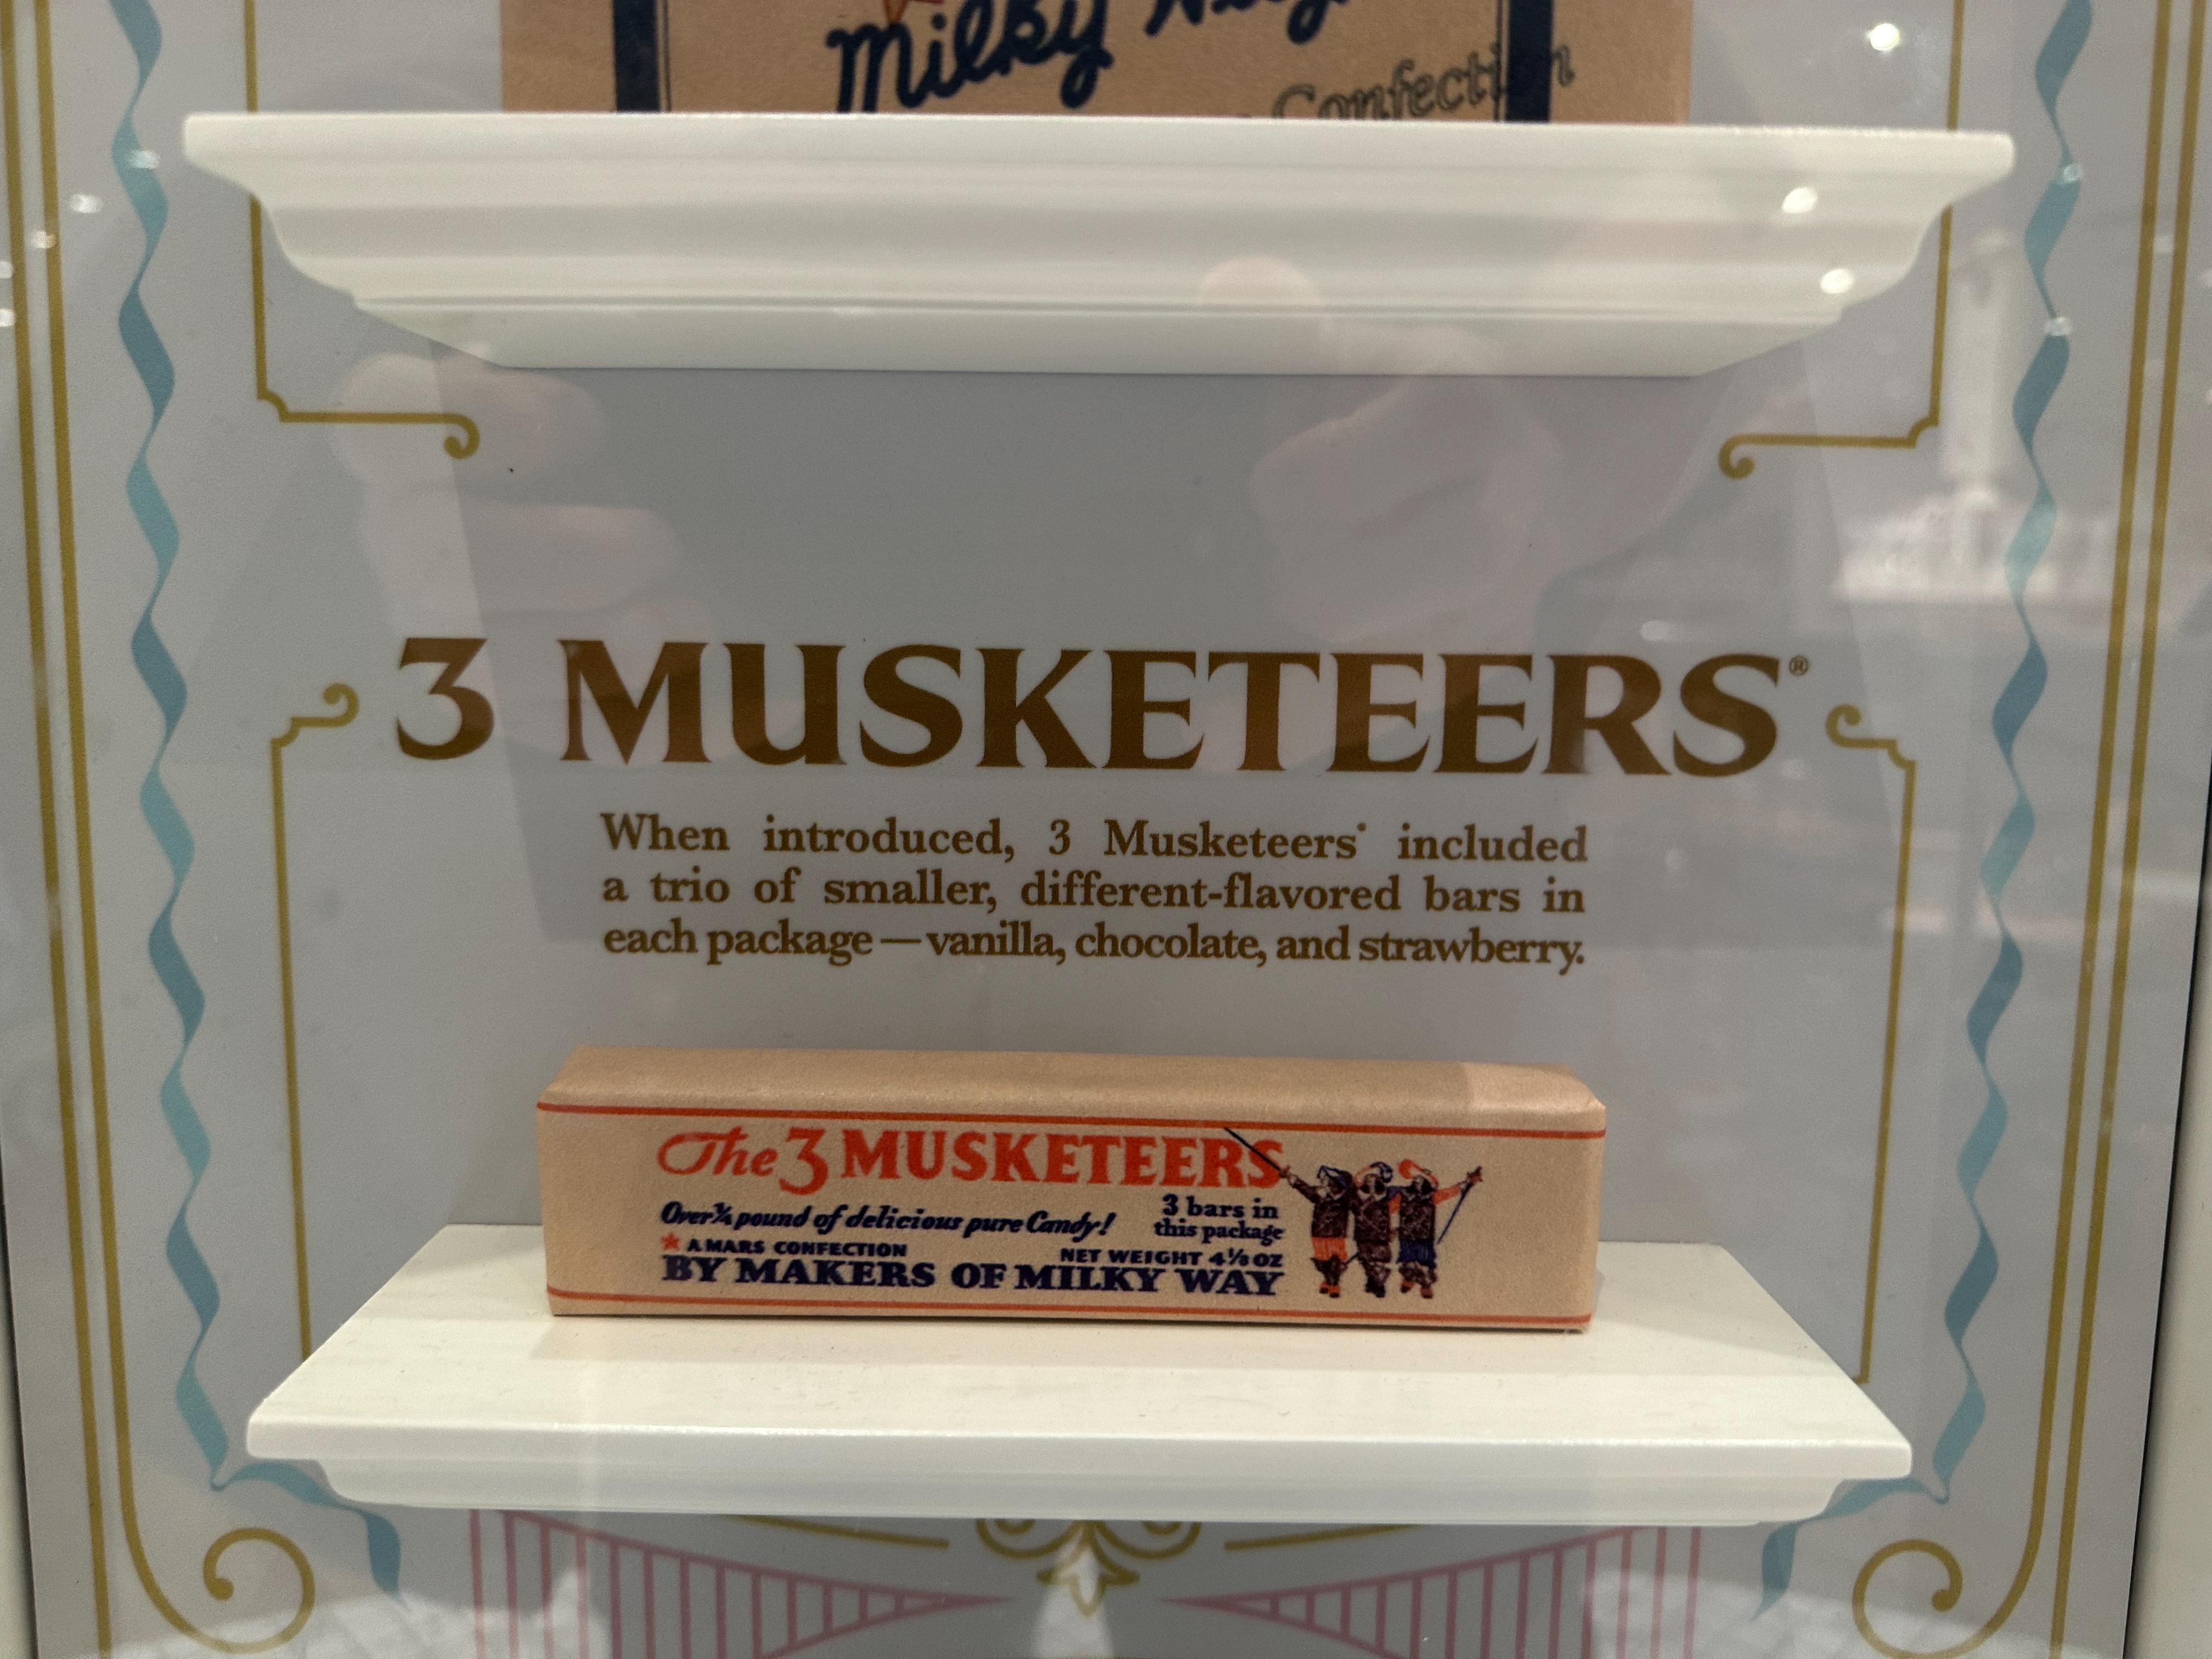 Milky Way
Confection
3 MUSKETEERS®
When introduced, 3 Musketeers® included
a trio of smaller, different-flavored bars in
each package—vanilla, chocolate, and strawberry.
The 3 MUSKETEERS
Over ¼ pound of delicious pure Candy!
3 bars in
this package
A MARS CONFECTION
NET WEIGHT 4⅛ OZ
BY MAKERS OF MILKY WAY